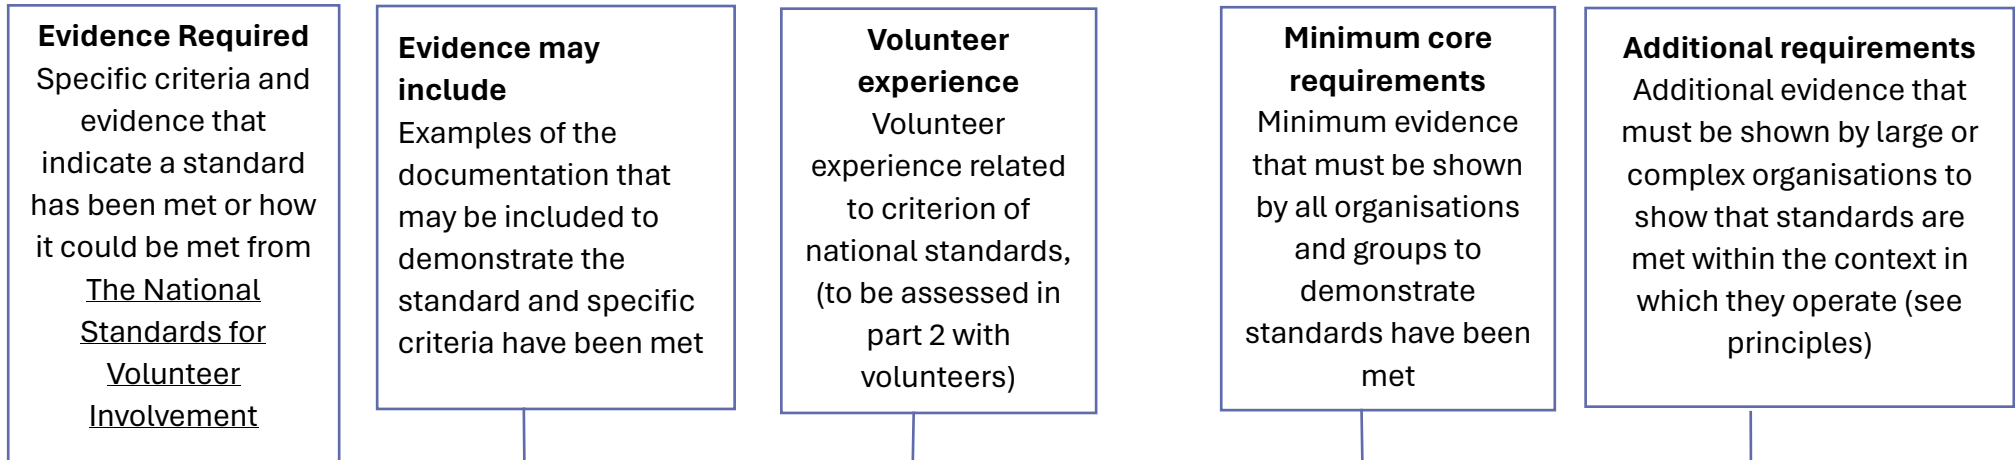 Evidence Required
Specific criteria and
evidence that
indicate a standard
has been met or how
it could be met from
The National
Standards for
Volunteer
Involvement
Evidence may
include
Examples of the
documentation that
may be included to
demonstrate the
standard and specific
criteria have been met
Volunteer
experience
Volunteer
experience related
to criterion of
national standards,
(to be assessed in
part 2 with
volunteers)
Minimum core
requirements
Minimum evidence
that must be shown
by all organisations
and groups to
demonstrate
standards have been
met
Additional requirements
Additional evidence that
must be shown by large or
complex organisations to
show that standards are
met within the context in
which they operate (see
principles)